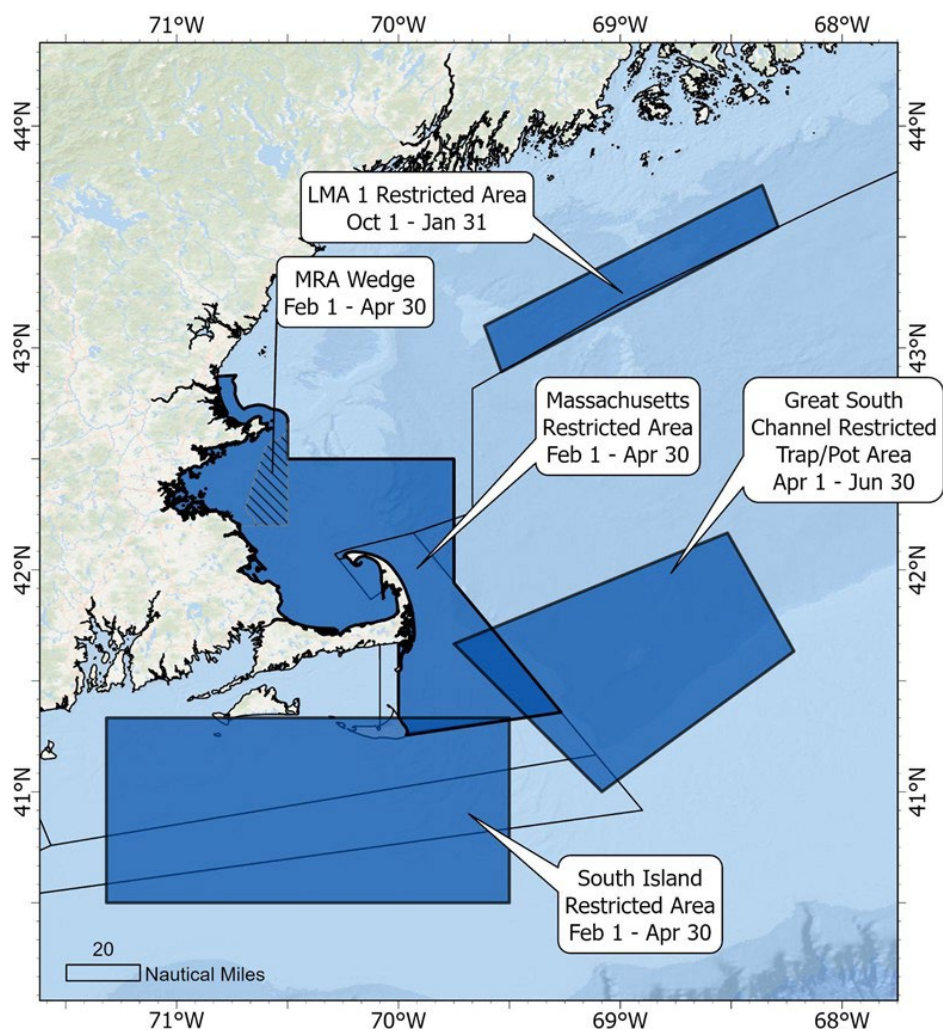 71°W 70°W 69°W 68°W
44°N 44°N
LMA 1 Restricted Area
Oct 1 - Jan 31
MRA Wedge
Feb 1 - Apr 30
43°N 43°N
Massachusetts
Restricted Area
Feb 1 - Apr 30
Great South
Channel Restricted
Trap/Pot Area
Apr 1 - Jun 30
42°N 42°N
41°N 41°N
South Island
Restricted Area
Feb 1 - Apr 30
20
Nautical Miles
71°W 70°W 69°W 68°W